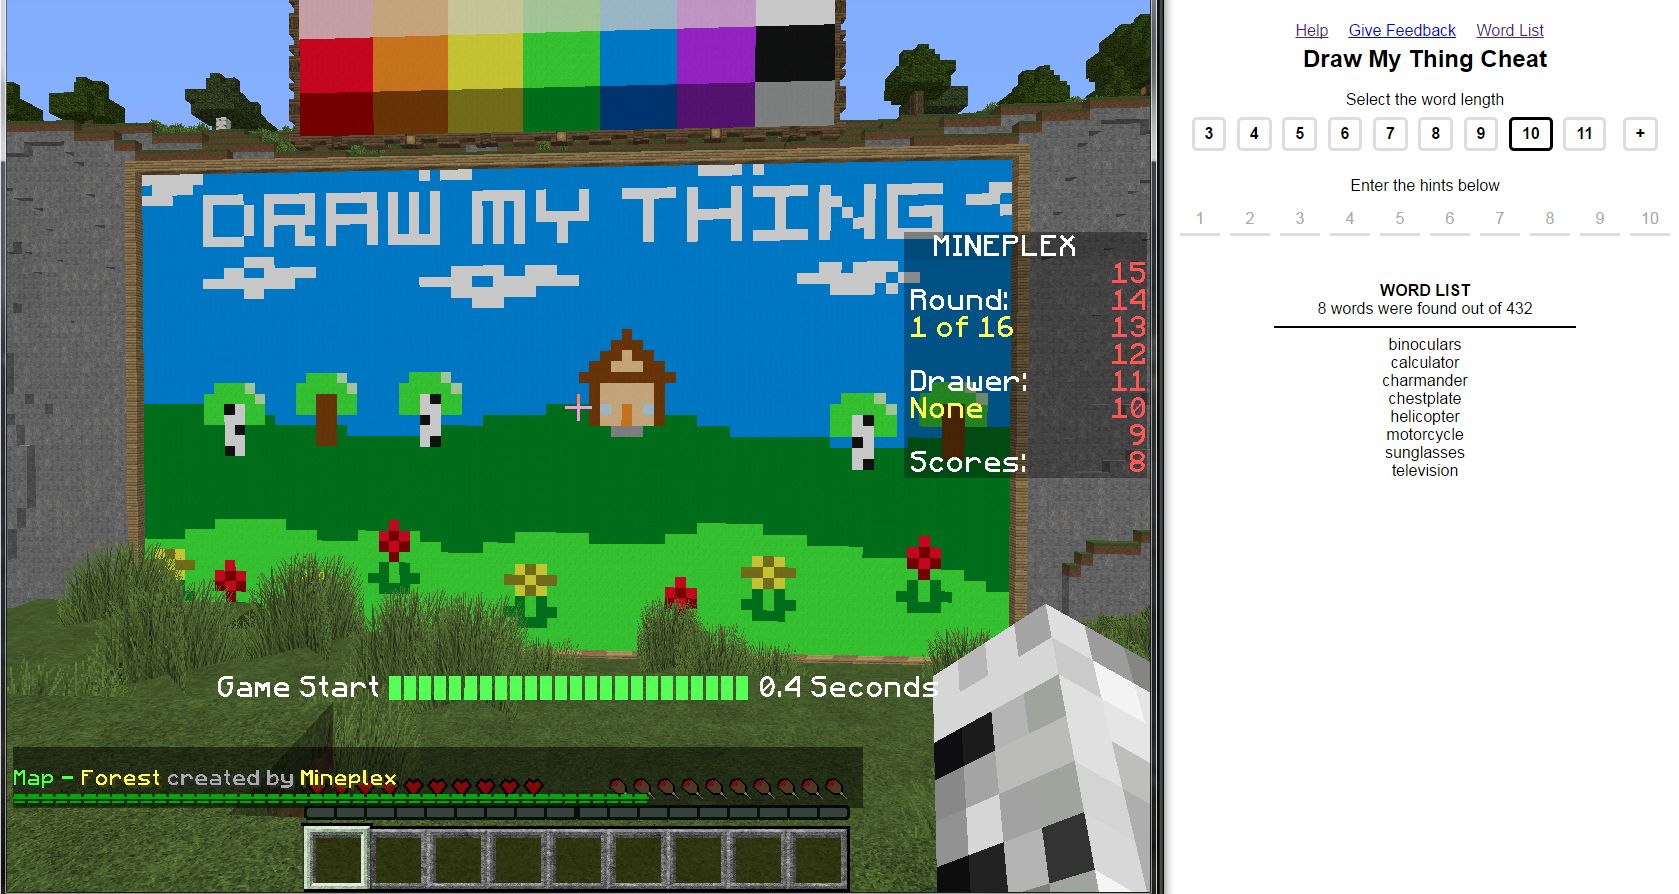 DRAW MY THING
MINEPLEX
15
Round: 14
1 of 16 13
12
Drawer: 11
None 10
9
Scores: 8
Game Start 0.4 Seconds
Map - Forest created by Mineplex
Help Give Feedback Word List
Draw My Thing Cheat
Select the word length
3 4 5 6 7 8 9 10 11 +
Enter the hints below
1 2 3 4 5 6 7 8 9 10
WORD LIST
8 words were found out of 432
binoculars
calculator
charmander
chestplate
helicopter
motorcycle
sunglasses
television